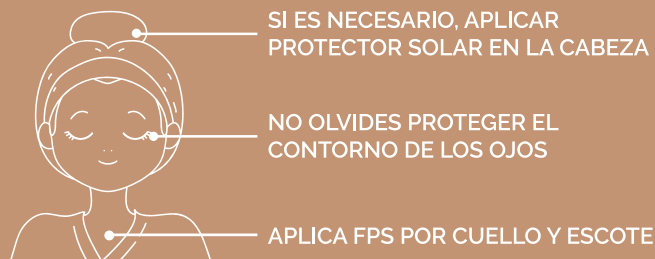 SI ES NECESARIO, APLICAR
PROTECTOR SOLAR EN LA CABEZA
NO OLVIDES PROTEGER EL
CONTORNO DE LOS OJOS
APLICA FPS POR CUELLO Y ESCOTE